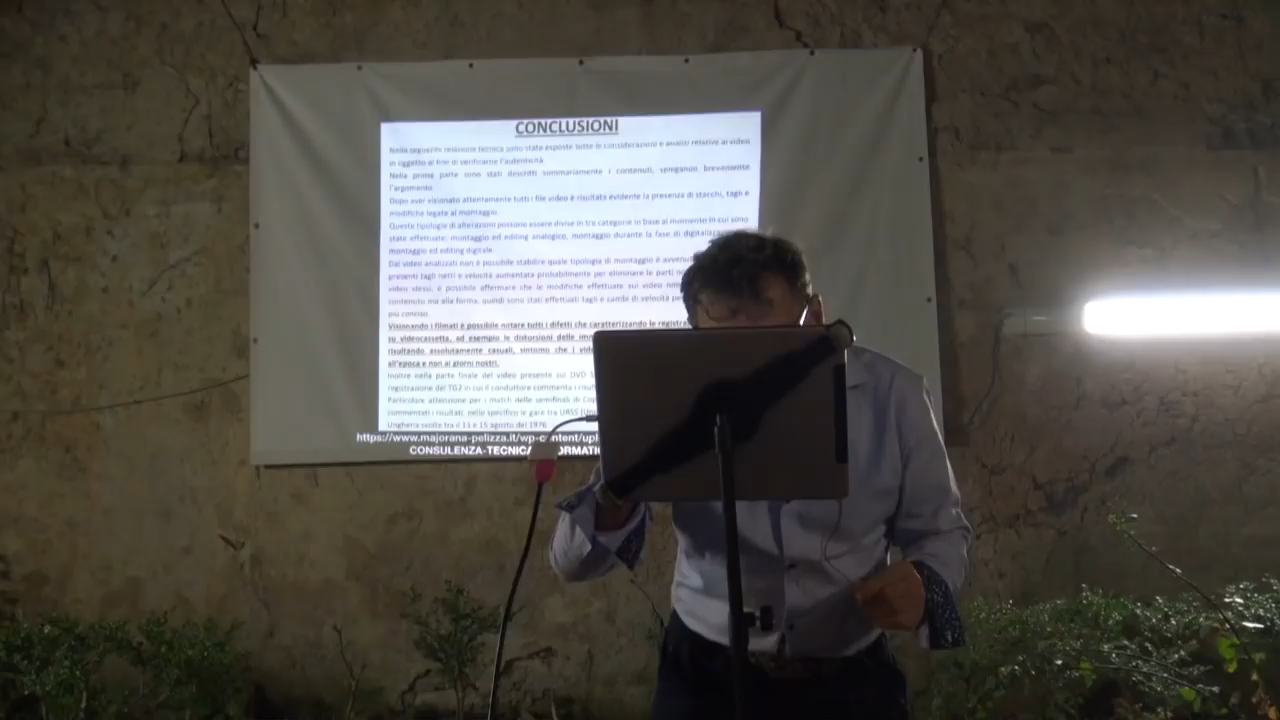 CONCLUSIONI
Nella seguente relazione tecnica sono state esposte tutte le considerazioni e analisi relative ai video
in oggetto al fine di verificarne l'autenticità.
Nella prima parte sono stati descritti sommariamente i contenuti, spiegando brevemente
l'argomento.
Dopo aver visionato attentamente tutti i file video è risultata evidente la presenza di stacchi, tagli e
modifiche legate al montaggio.
Queste tipologie di alterazioni possono essere divise in tre categorie in base al momento in cui sono
state effettuate: montaggio ed editing analogico, montaggio durante la fase di
montaggio ed editing digitale.
Dai video analizzati non è possibile stabilire quale tipologia di montaggio è
presenti tagli netti e velocità aumentata probabilmente per eliminare le parti
video stessi, è possibile affermare che le modifiche effettuate sui video
contenuto ma alla forma, quindi sono stati effettuati tagli e cambi di velocità
più conciso.
Visionando i filmati è possibile notare tutti i difetti che caratterizzando le
su videocassetta, ad esempio le distorsioni delle
risultando assolutamente casuali, sintomo che i
all'epoca e non ai giorni nostri.
Inoltre nella parte finale del video presente sul DVD
registrazione del TG2 in cui il conduttore commenta i
Particolare attenzione per i match delle semifinali di
commentati i risultati, nello specifico le gare tra URSS
Ungheria svolte tra il 11 e 15 agosto del 1976
https://www.majorana-pelizza.it/wp-content/upl
CONSULENZA-TECNICA